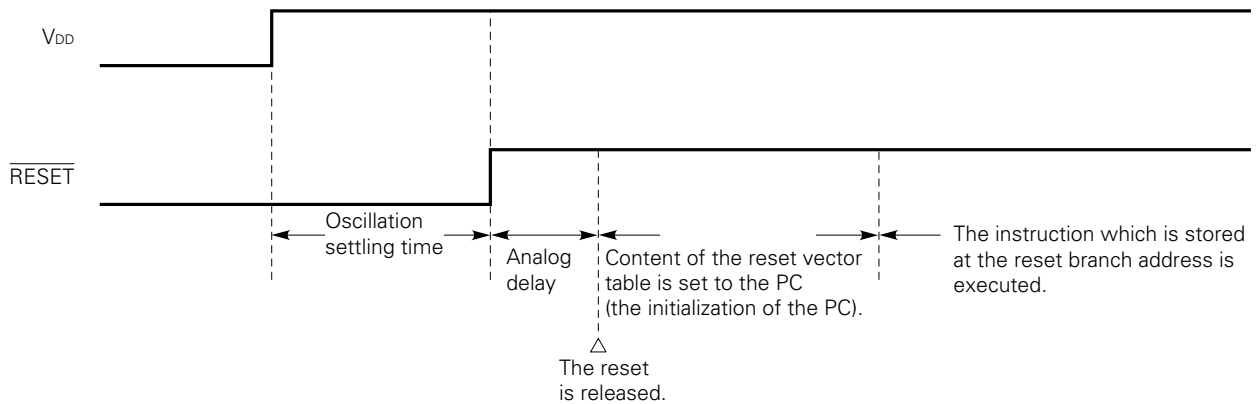 VDD
RESET
Oscillation
settling time
Analog
delay
Content of the reset vector
table is set to the PC
(the initialization of the PC).
The instruction which is stored
at the reset branch address is
executed.
The reset
is released.